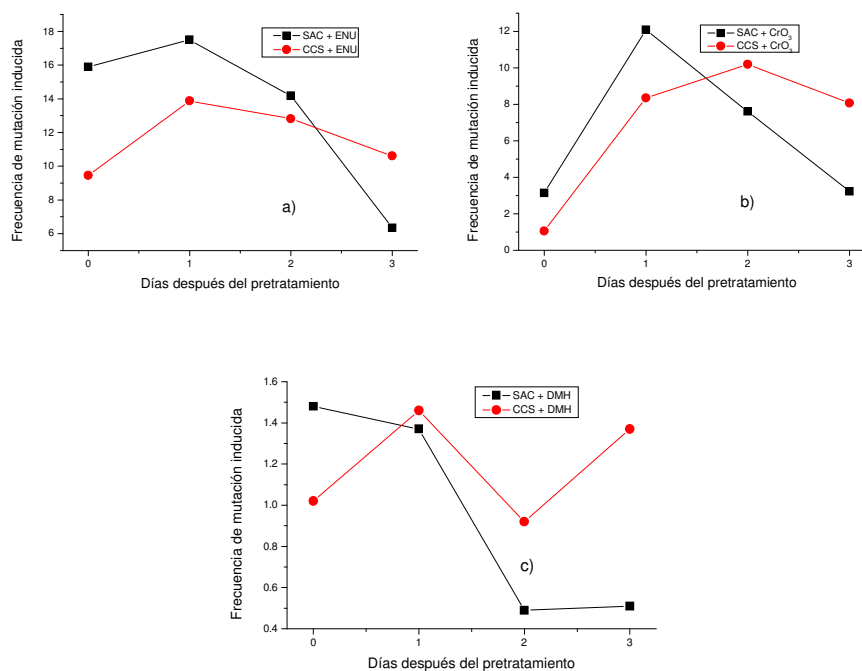 SAC + ENU
CCS + ENU
18
16
14
12
10
8
6
Frecuencia de mutación inducida
a)
0 1 2 3
Días después del pretratamiento
SAC + CrO₃
CCS + CrO₃
12
10
8
6
4
2
0
Frecuencia de mutación inducida
b)
0 1 2 3
Días después del pretratamiento
SAC + DMH
CCS + DMH
1.6
1.4
1.2
1.0
0.8
0.6
0.4
Frecuencia de mutación inducida
c)
0 1 2 3
Días después del pretratamiento